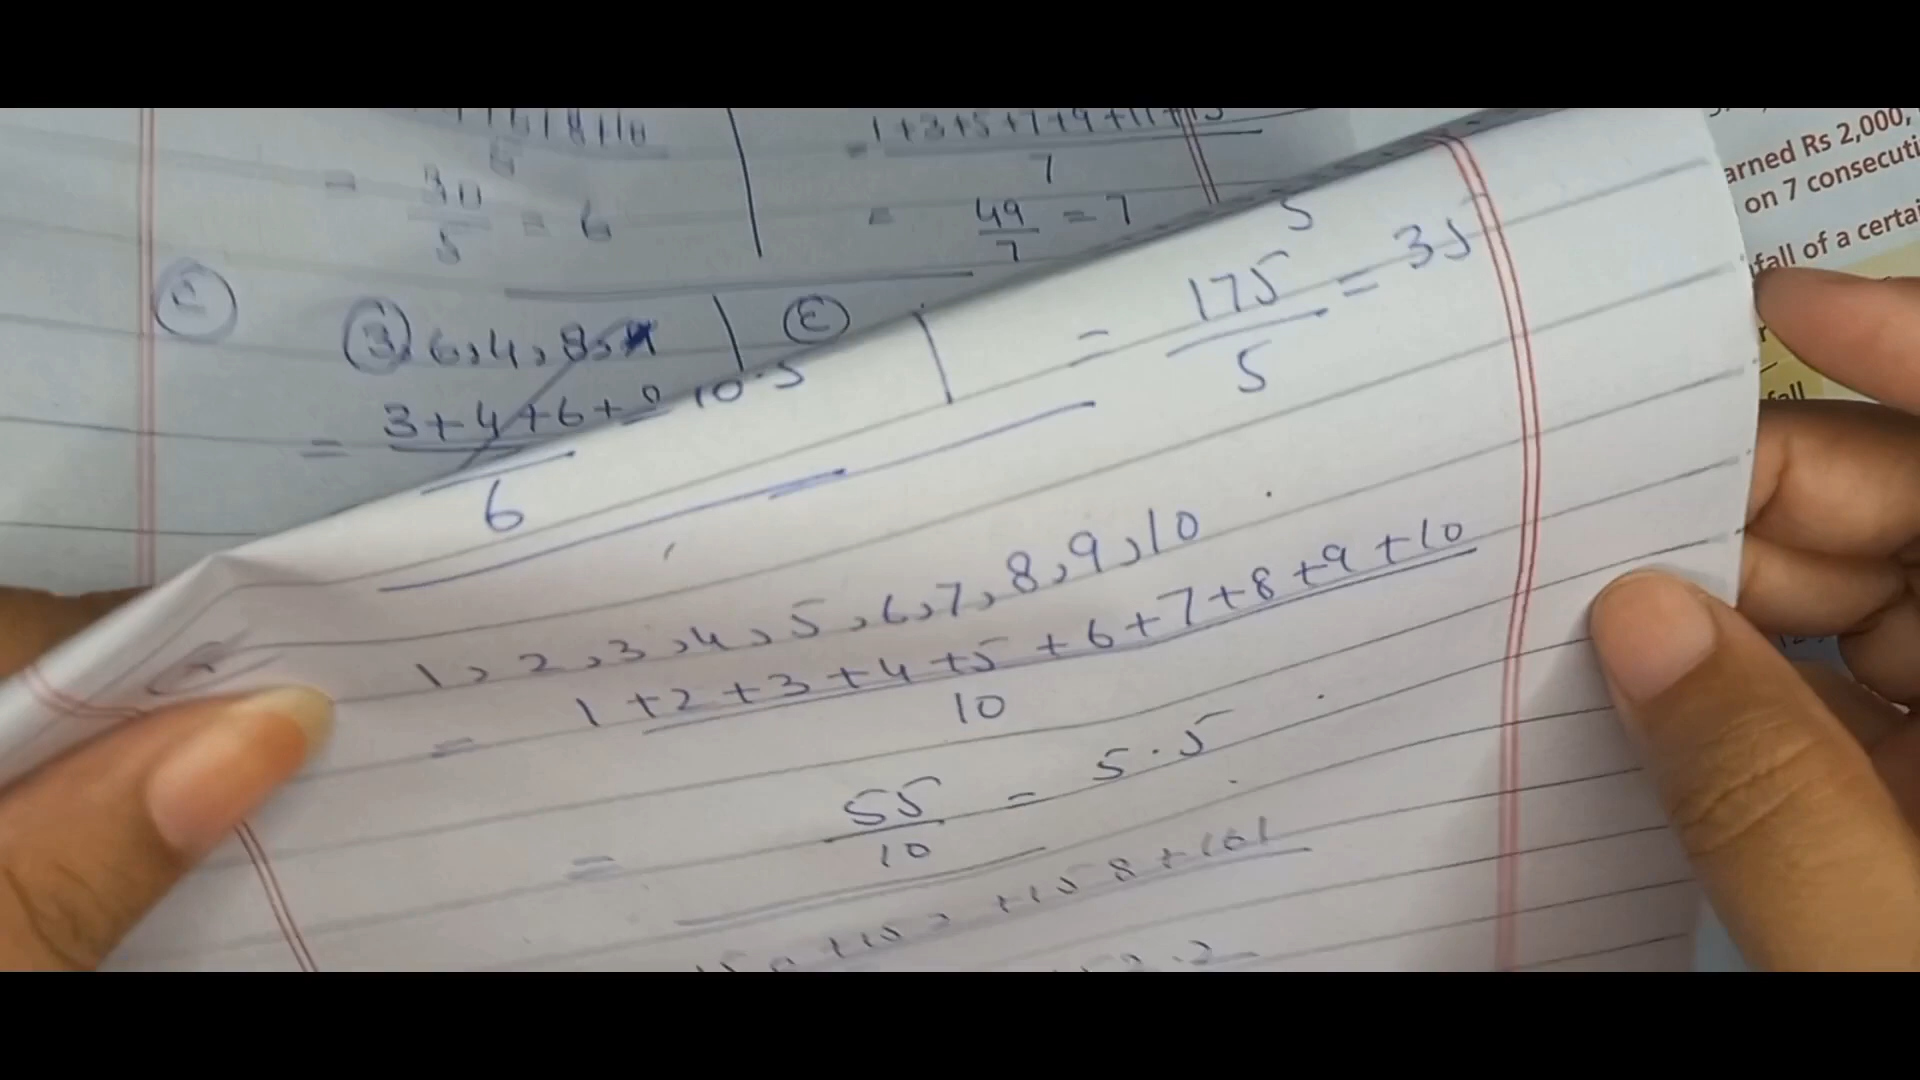 1+3+5+7+9+11+13
7
= 30/5 = 6
= 49/7 = 7
3, 6, 4, 8,
= 3+4+6+
10.5
6
5
= 175/5 = 35
1, 2, 3, 4, 5, 6, 7, 8, 9, 10
= 1+2+3+4+5+6+7+8+9+10
10
= 55/10 = 5.5
arned Rs 2,000,
on 7 consecuti
fall of a certai
fall